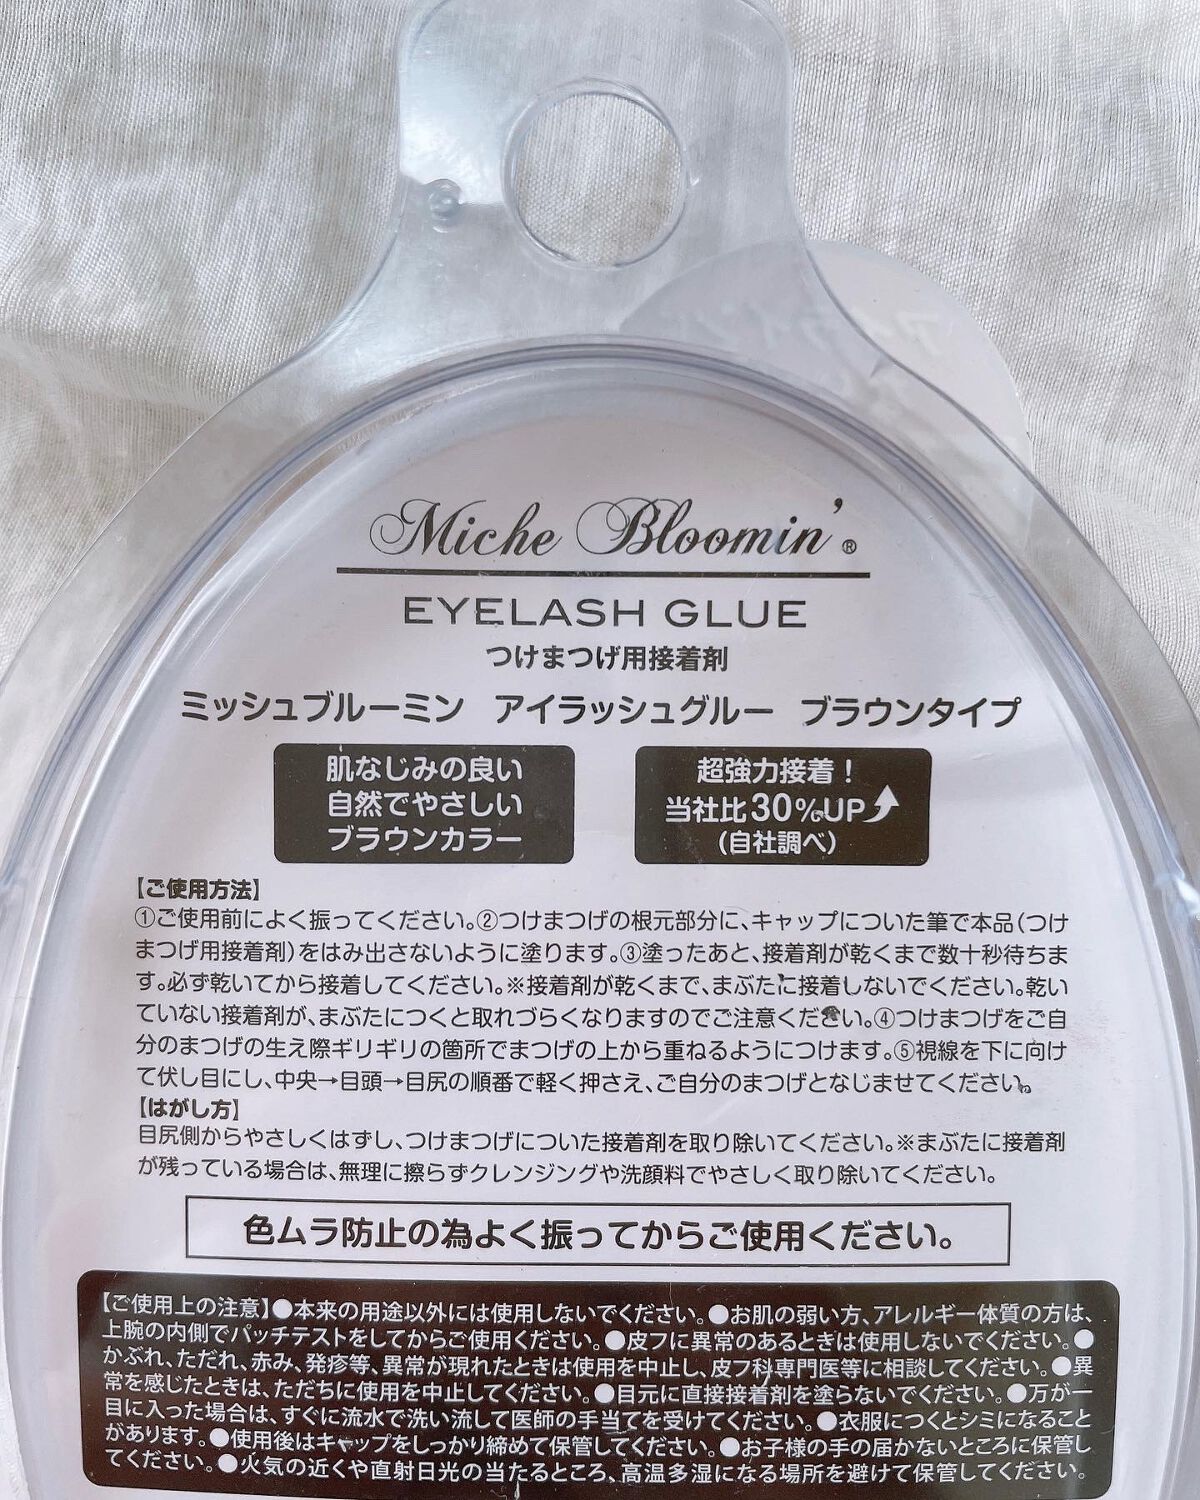 Miche Bloomin'®
EYELASH GLUE
つけまつげ用接着剤
ミッシュブルーミン アイラッシュグルー ブラウンタイプ
肌なじみの良い
自然でやさしい
ブラウンカラー
超強力接着!
当社比30%UP
(自社調べ)
【ご使用方法】
①ご使用前によく振ってください。②つけまつげの根元部分に、キャップについた筆で本品(つけ
まつげ用接着剤)をはみ出さないように塗ります。③塗ったあと、接着剤が乾くまで数十秒待ちま
す。必ず乾いてから接着してください。※接着剤が乾くまで、まぶたに接着しないでください。乾い
ていない接着剤が、まぶたにつくと取れづらくなりますのでご注意ください。④つけまつげをご自
分のまつげの生え際ギリギリの箇所でまつげの上から重ねるようにつけます。⑤視線を下に向け
て伏し目にし、中央→目頭→目尻の順番で軽く押さえ、ご自分のまつげとなじませてください。
【はがし方】
目尻側からやさしくはずし、つけまつげについた接着剤を取り除いてください。※まぶたに接着剤
が残っている場合は、無理に擦らずクレンジングや洗顔料でやさしく取り除いてください。
色ムラ防止の為よく振ってからご使用ください。
【ご使用上の注意】●本来の用途以外には使用しないでください。●お肌の弱い方、アレルギー体質の方は、
上腕の内側でパッチテストをしてからご使用ください。●皮フに異常のあるときは使用しないでください。●
かぶれ、ただれ、赤み、発疹等、異常が現れたときは使用を中止し、皮フ科専門医等に相談してください。●異
常を感じたときは、ただちに使用を中止してください。●目元に直接接着剤を塗らないでください。●万が一
目に入った場合は、すぐに流水で洗い流して医師の手当てを受けてください。●衣服につくとシミになること
があります。●使用後はキャップをしっかり締めて保管してください。●お子様の手の届かないところに保管し
てください。●火気の近くや直射日光の当たるところ、高温多湿になる場所を避けて保管してください。